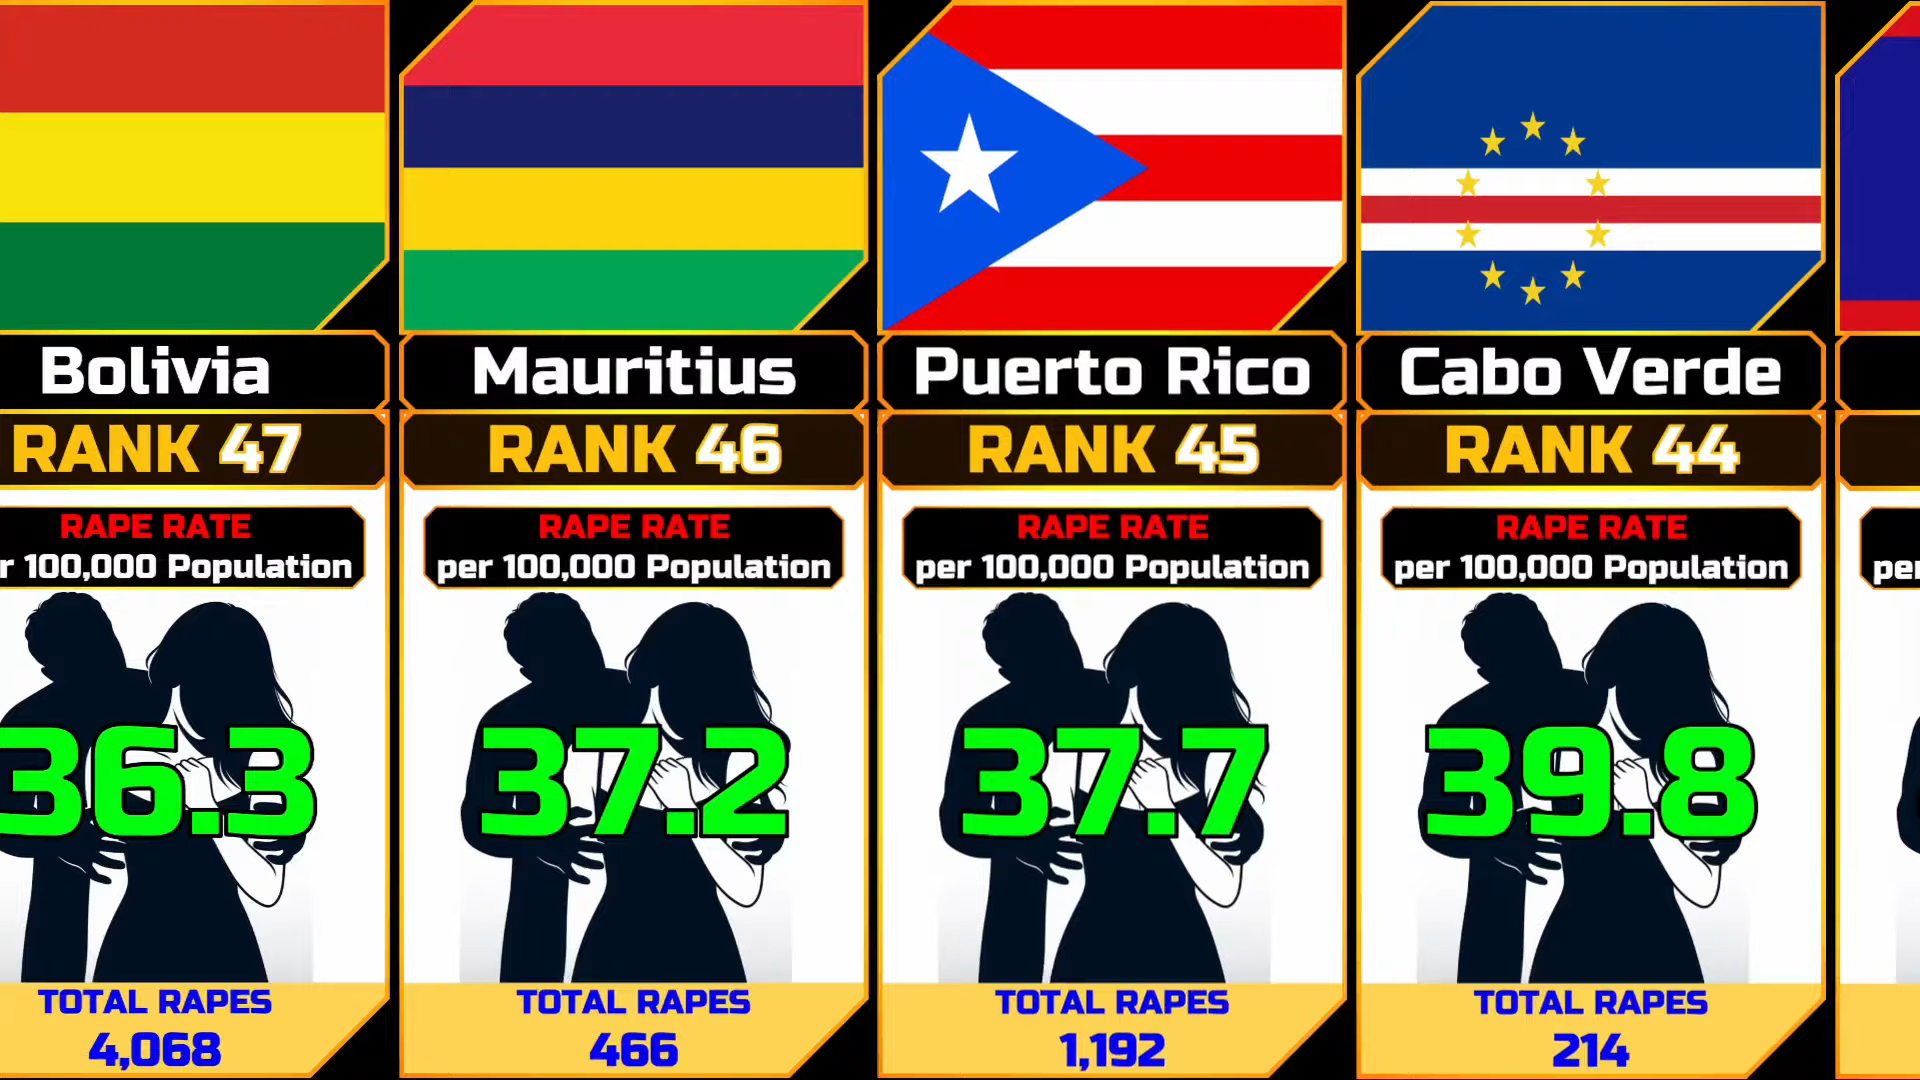 Bolivia
RANK 47
RAPE RATE
r 100,000 Population
36.3
TOTAL RAPES
4,068
Mauritius
RANK 46
RAPE RATE
per 100,000 Population
37.2
TOTAL RAPES
466
Puerto Rico
RANK 45
RAPE RATE
per 100,000 Population
37.7
TOTAL RAPES
1,192
Cabo Verde
RANK 44
RAPE RATE
per 100,000 Population
39.8
TOTAL RAPES
214
per